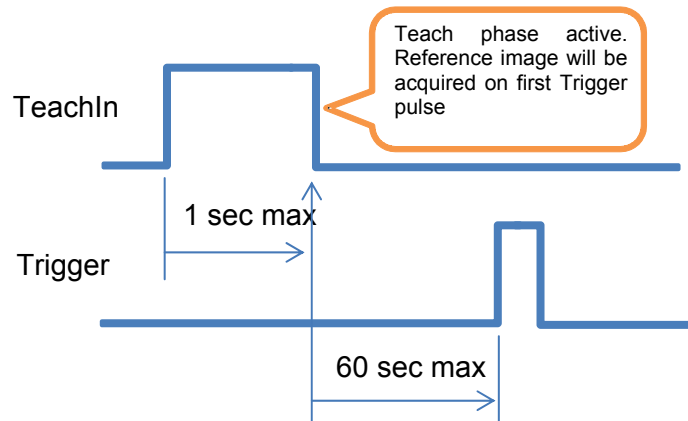 Teach phase active.
Reference image will be
acquired on first Trigger
pulse
TeachIn
1 sec max
Trigger
60 sec max